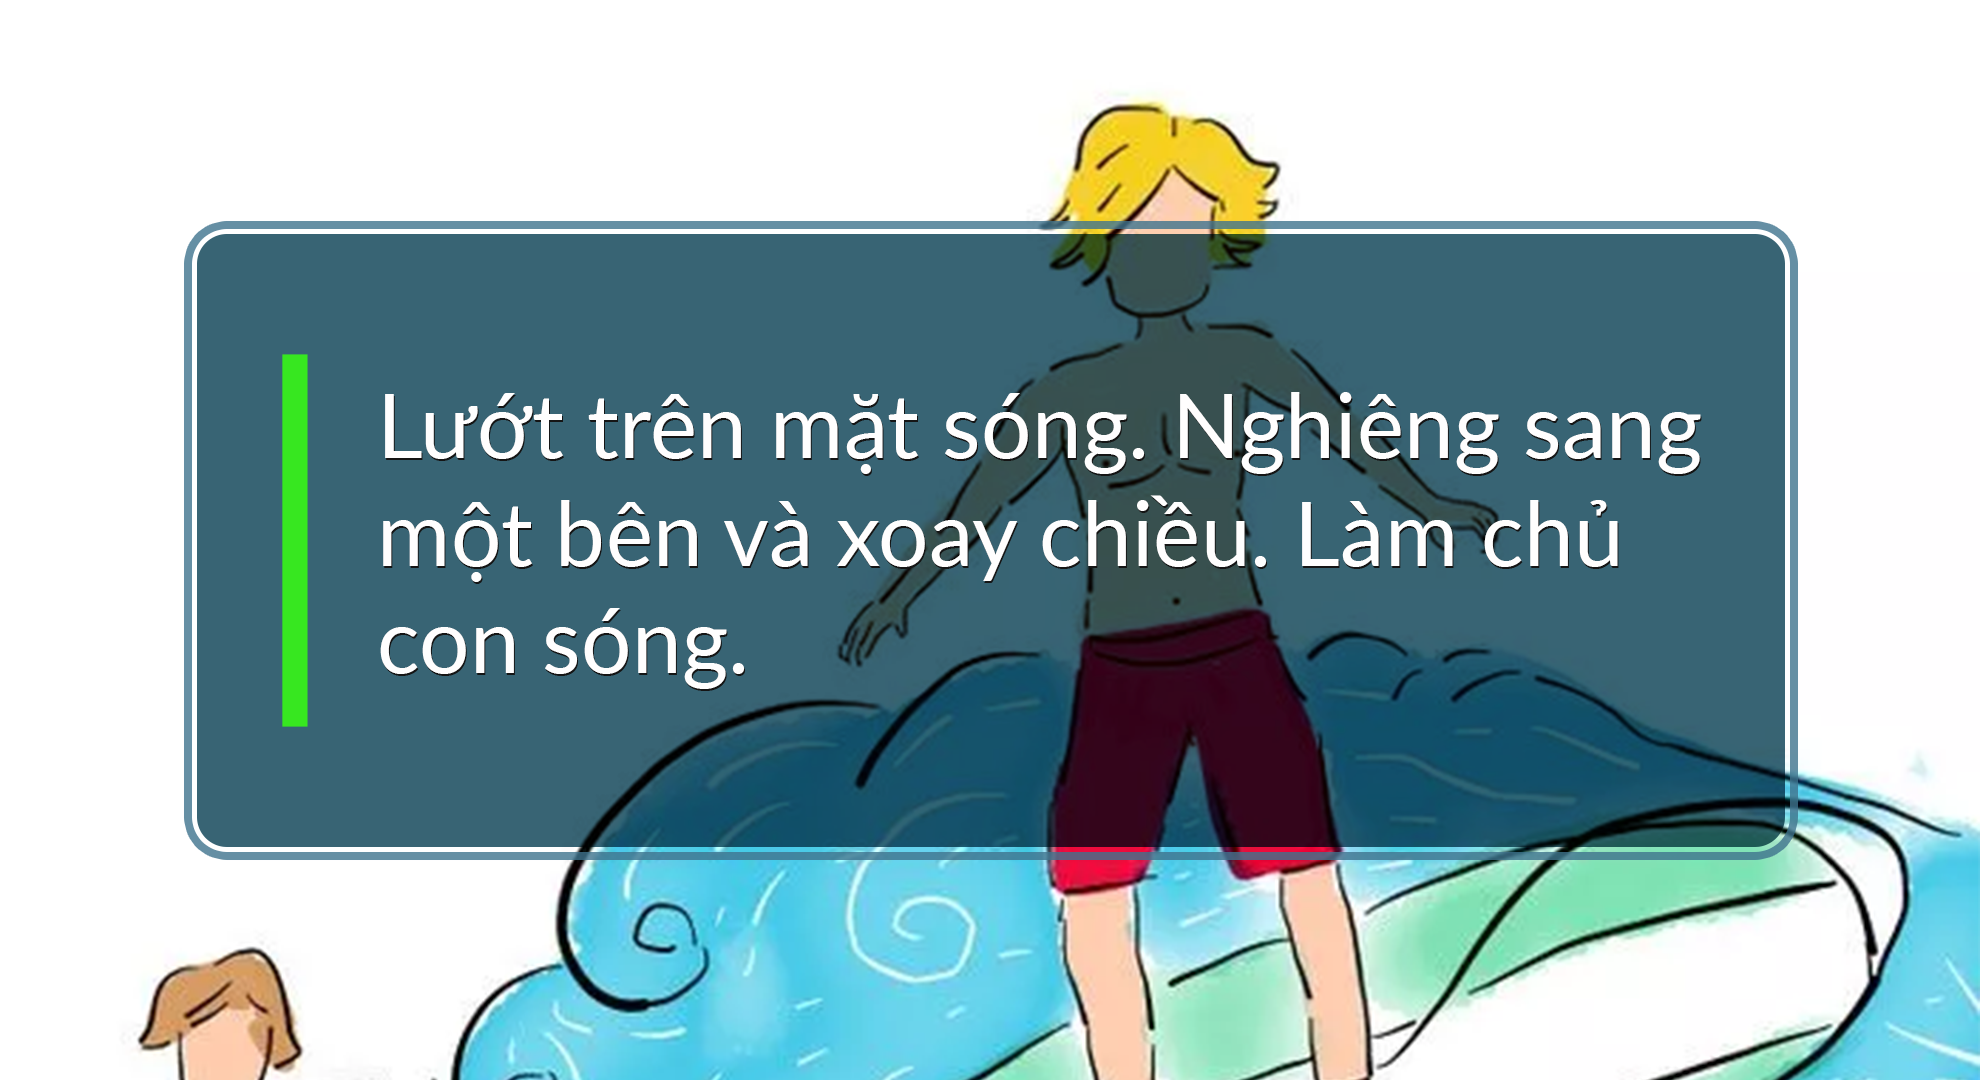 Lướt trên mặt sóng. Nghiêng sang
một bên và xoay chiều. Làm chủ
con sóng.